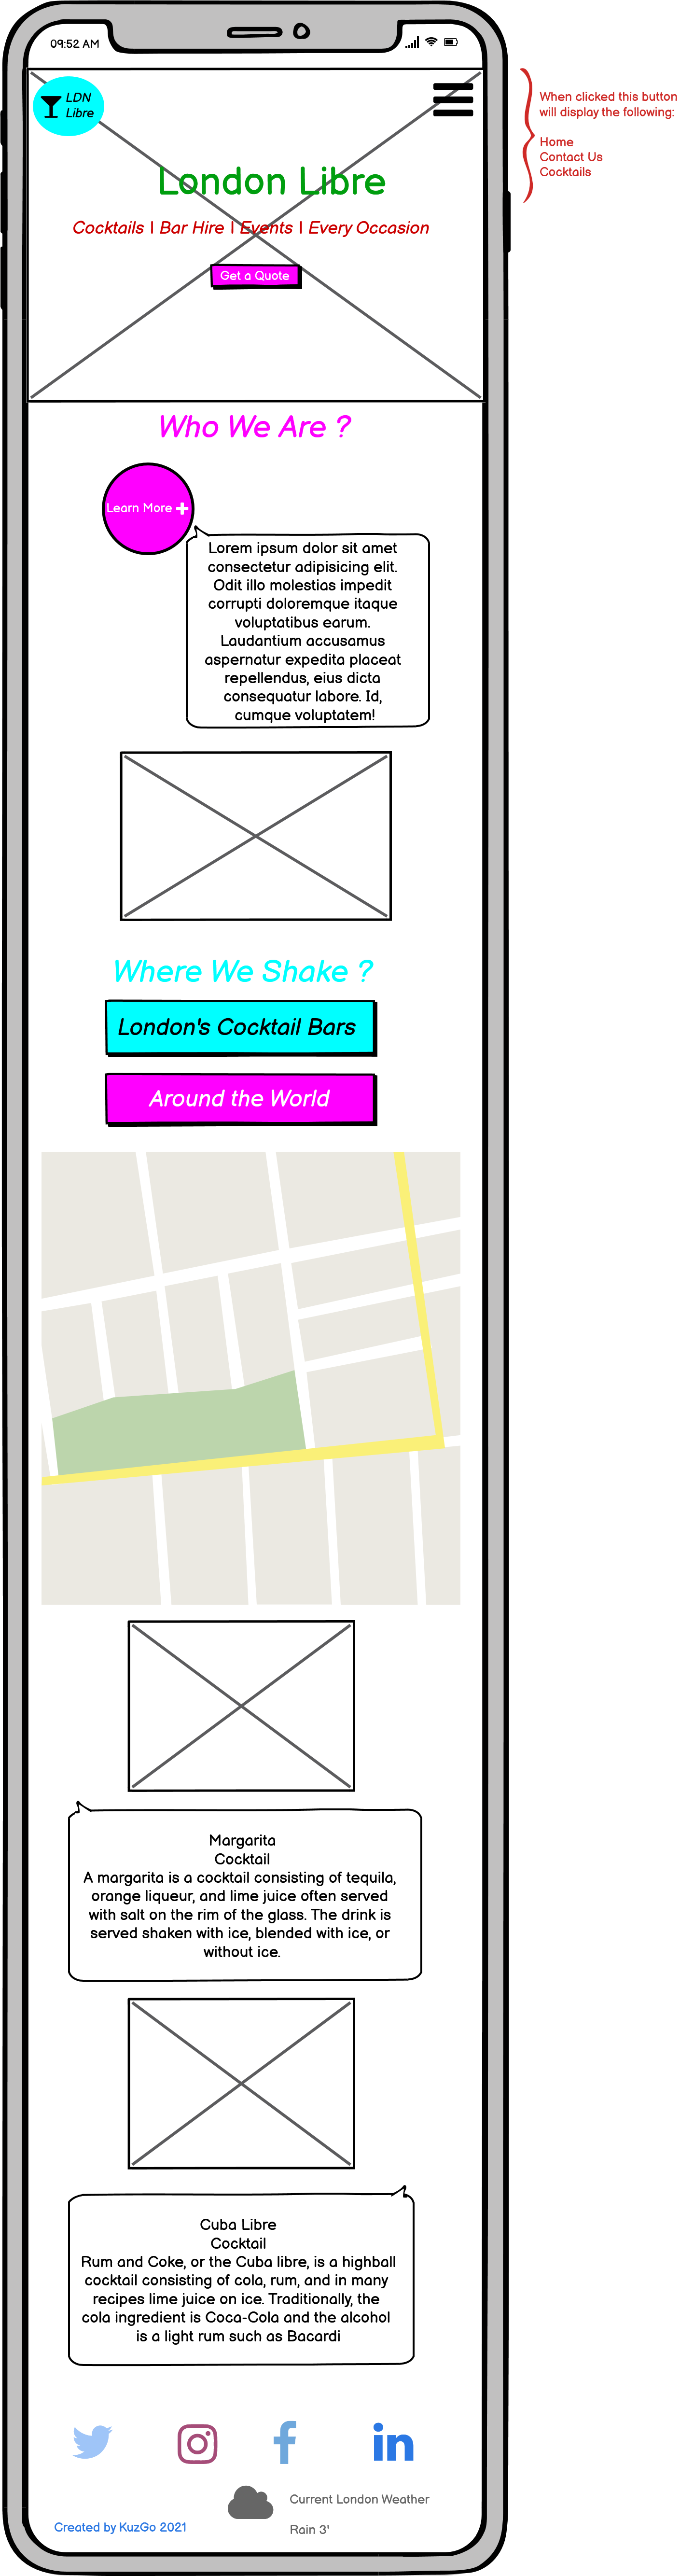 09:52 AM
LDN
Libre
When clicked this button
will display the following:
Home
Contact Us
Cocktails
London Libre
Cocktails | Bar Hire | Events | Every Occasion
Get a Quote
Who We Are ?
Learn More
Lorem ipsum dolor sit amet
consectetur adipisicing elit.
Odit illo molestias impedit
corrupti doloremque itaque
voluptatibus earum.
Laudantium accusamus
aspernatur expedita placeat
repellendus, eius dicta
consequatur labore. Id,
cumque voluptatem!
Where We Shake ?
London's Cocktail Bars
Around the World
Margarita
Cocktail
A margarita is a cocktail consisting of tequila,
orange liqueur, and lime juice often served
with salt on the rim of the glass. The drink is
served shaken with ice, blended with ice, or
without ice.
Cuba Libre
Cocktail
Rum and Coke, or the Cuba libre, is a highball
cocktail consisting of cola, rum, and in many
recipes lime juice on ice. Traditionally, the
cola ingredient is Coca-Cola and the alcohol
is a light rum such as Bacardi
in
Current London Weather
Created by KuzGo 2021
Rain 3'